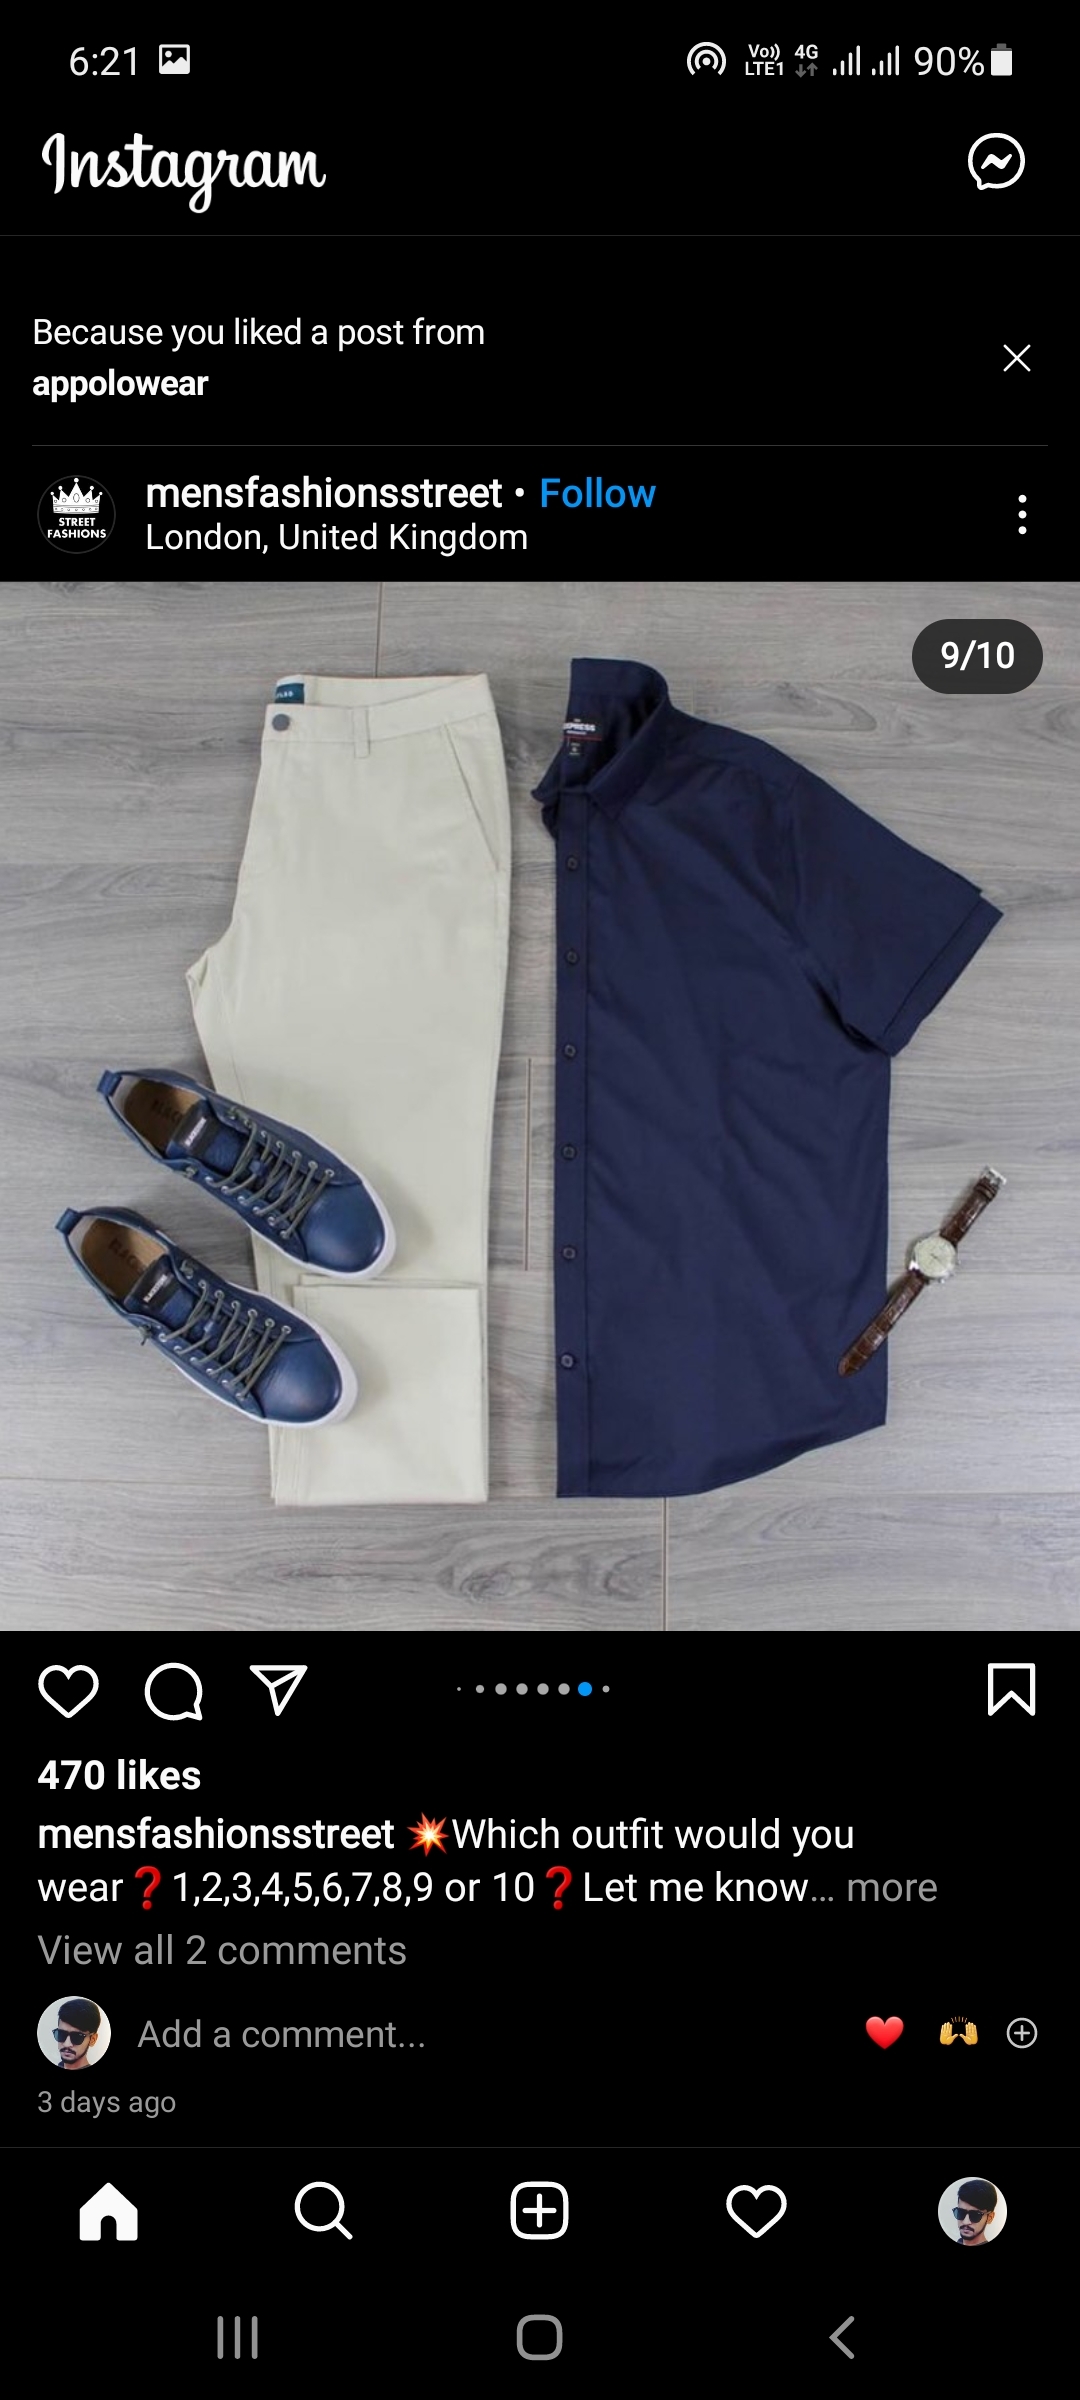 6:21 Vo)) LTE1 4G 90%
Instagram
Because you liked a post from
appolowear
STREET
FASHIONS
mensfashionsstreet • Follow
London, United Kingdom
9/10
470 likes
mensfashionsstreet 💥Which outfit would you
wear❓1,2,3,4,5,6,7,8,9 or 10❓Let me know... more
View all 2 comments
Add a comment...
3 days ago